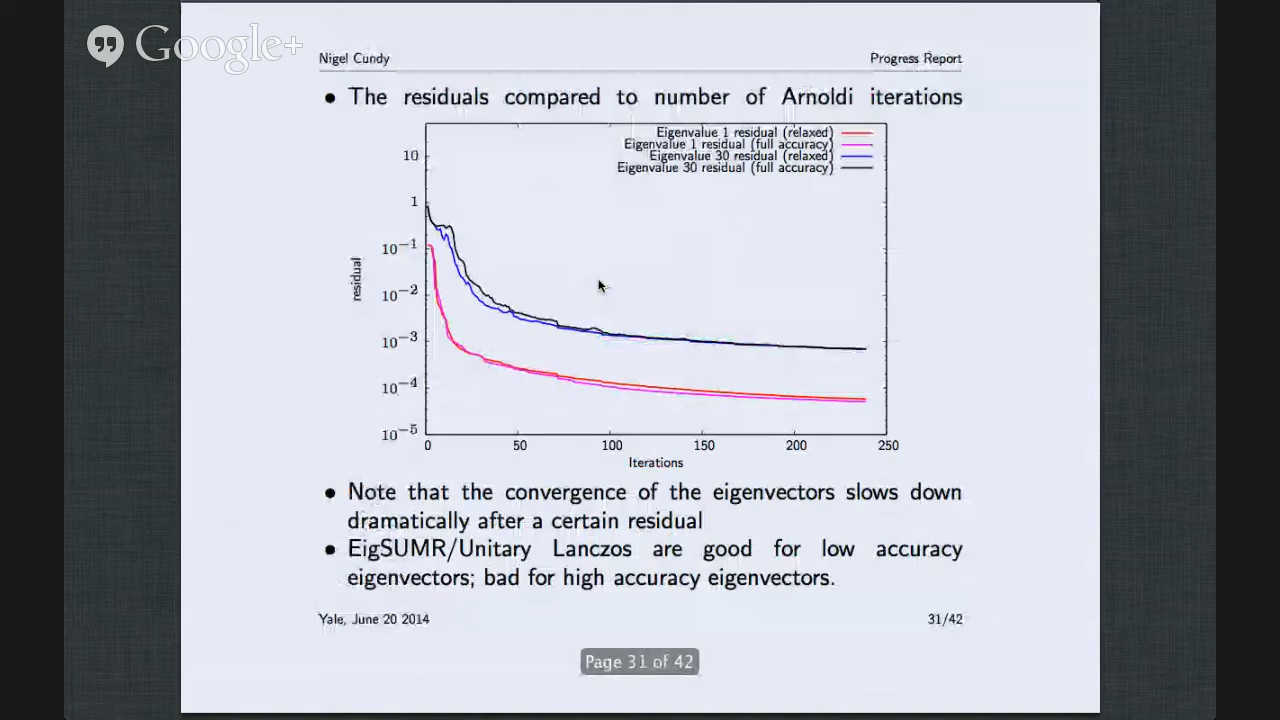 Google+
Nigel Cundy Progress Report
• The residuals compared to number of Arnoldi iterations
Eigenvalue 1 residual (relaxed)
Eigenvalue 1 residual (full accuracy)
Eigenvalue 30 residual (relaxed)
Eigenvalue 30 residual (full accuracy)
10
1
10⁻¹
10⁻²
10⁻³
10⁻⁴
10⁻⁵
residual
0 50 100 150 200 250
Iterations
• Note that the convergence of the eigenvectors slows down
dramatically after a certain residual
• EigSUMR/Unitary Lanczos are good for low accuracy
eigenvectors; bad for high accuracy eigenvectors.
Yale, June 20 2014 31/42
Page 31 of 42